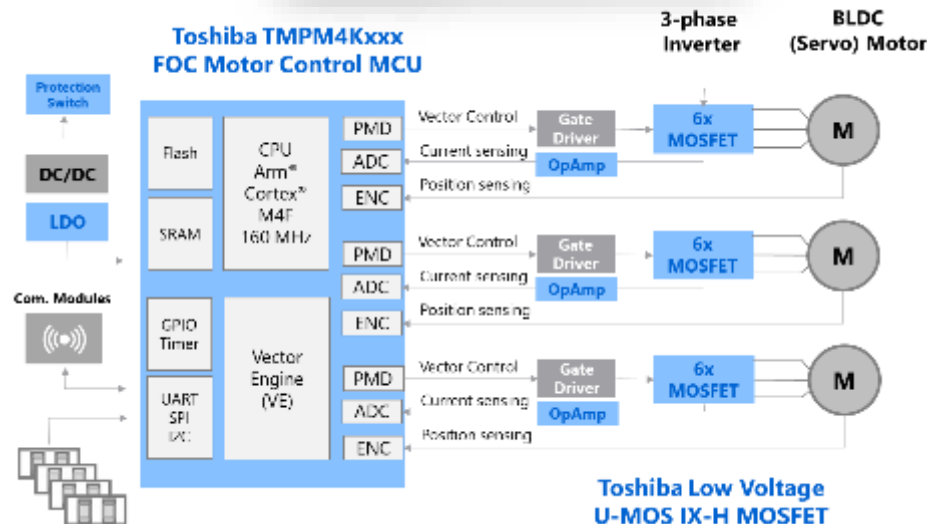 Toshiba TMPM4Kxxx
FOC Motor Control MCU
3-phase
Inverter
BLDC
(Servo) Motor
Protection
Switch
DC/DC
LDO
Com. Modules
Flash
SRAM
GPIO
Timer
UART
SPI
I2C
CPU
Arm®
Cortex®
M4F
160 MHz
Vector
Engine
(VE)
PMD
ADC
ENC
Vector Control
Current sensing
Position sensing
Gate
Driver
OpAmp
6x
MOSFET
M
PMD
ADC
ENC
Vector Control
Current sensing
Position sensing
Gate
Driver
OpAmp
6x
MOSFET
M
PMD
ADC
ENC
Vector Control
Current sensing
Position sensing
Gate
Driver
OpAmp
6x
MOSFET
M
Toshiba Low Voltage
U-MOS IX-H MOSFET